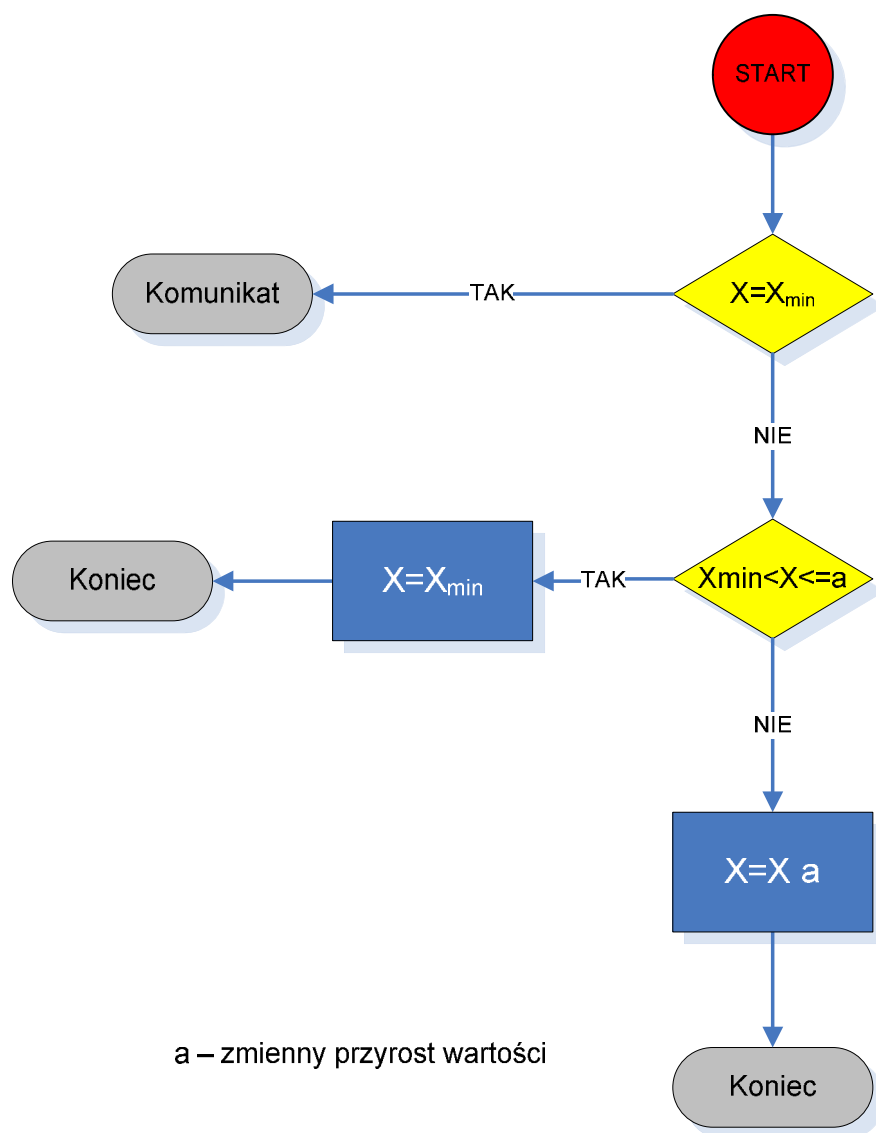 START
X=Xmin
TAK
Komunikat
NIE
Xmin<X<=a
TAK
X=Xmin
Koniec
NIE
X=X a
Koniec
a – zmienny przyrost wartości